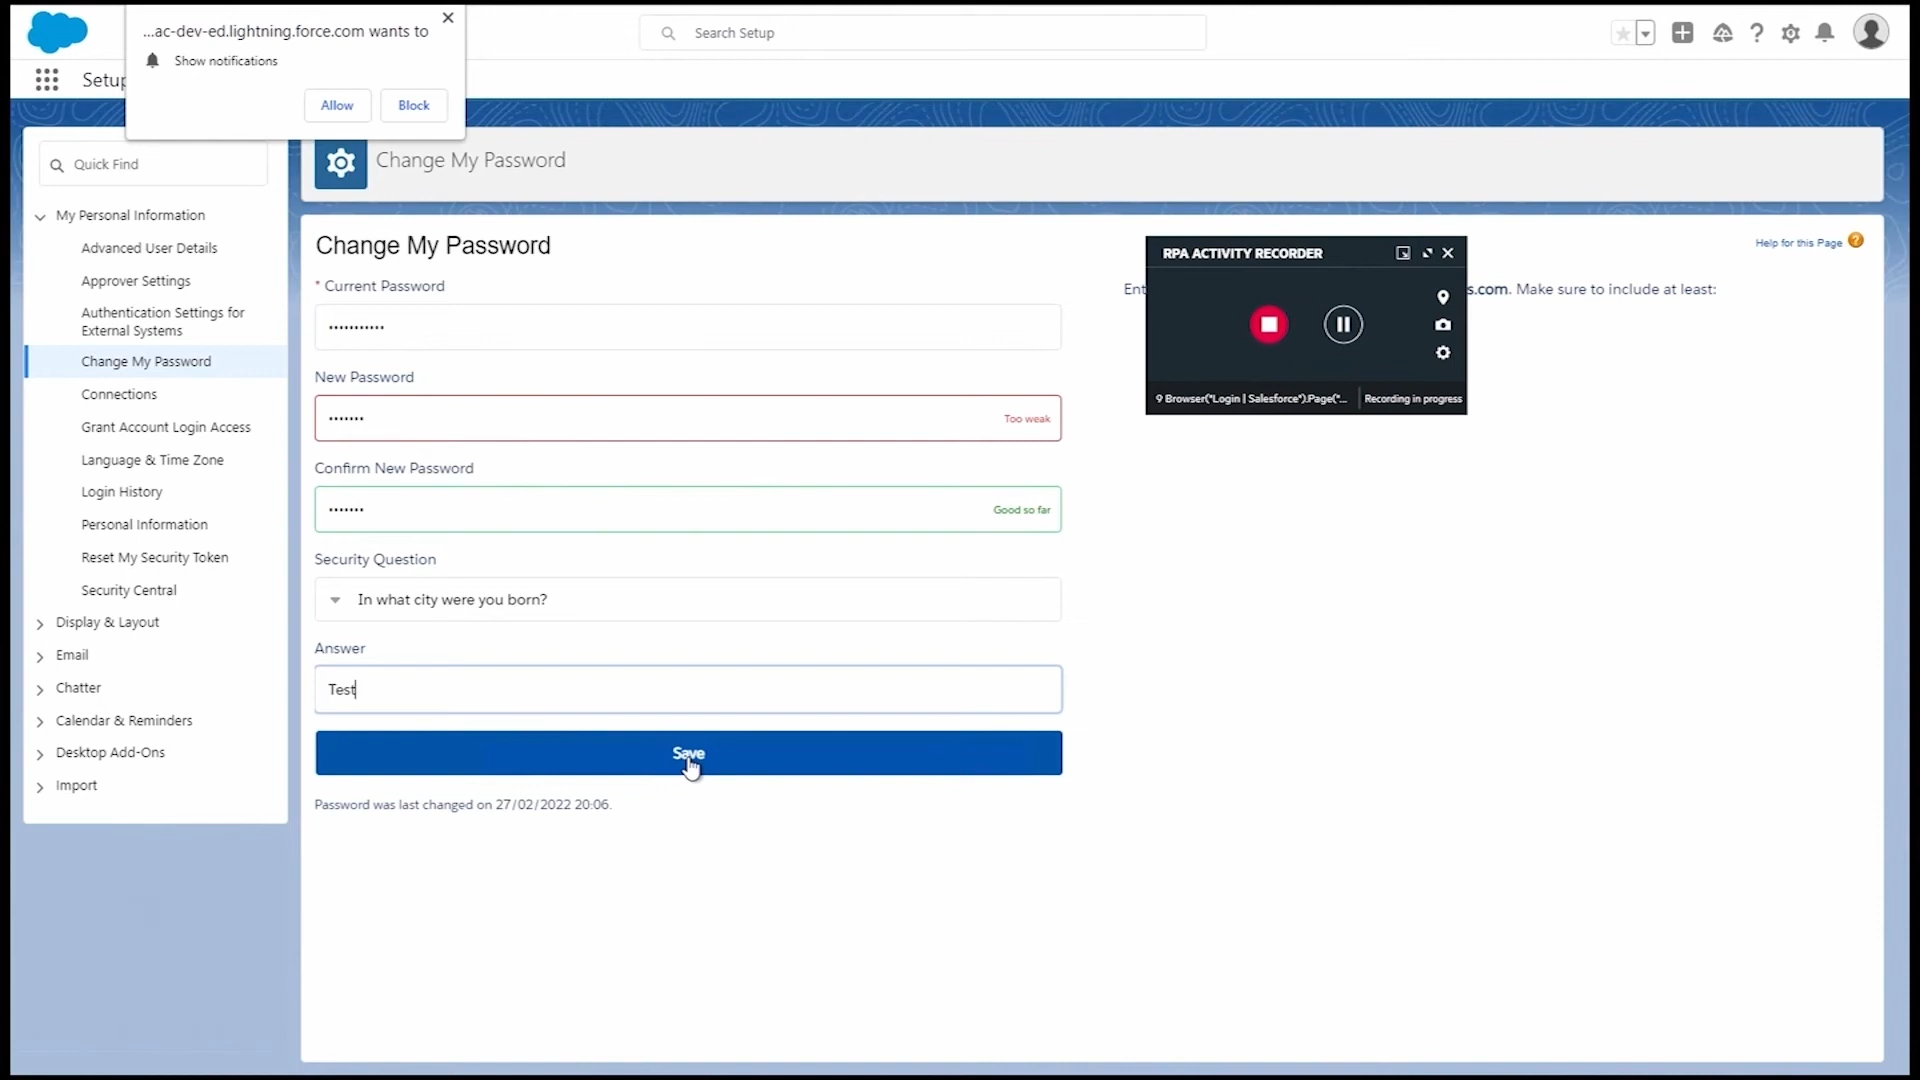 ...ac-dev-ed.lightning.force.com wants to
Show notifications
Allow
Block
Search Setup
Setup
Quick Find
My Personal Information
Advanced User Details
Approver Settings
Authentication Settings for
External Systems
Change My Password
Connections
Grant Account Login Access
Language & Time Zone
Login History
Personal Information
Reset My Security Token
Security Central
Display & Layout
Email
Chatter
Calendar & Reminders
Desktop Add-Ons
Import
Change My Password
Change My Password
Help for this Page
* Current Password
•••••••••••
New Password
•••••••
Too weak
Confirm New Password
•••••••
Good so far
Security Question
In what city were you born?
Answer
Test
Save
Password was last changed on 27/02/2022 20:06.
RPA ACTIVITY RECORDER
9 Browser("Login | Salesforce").Page("...
Recording in progress
Ent
s.com. Make sure to include at least: